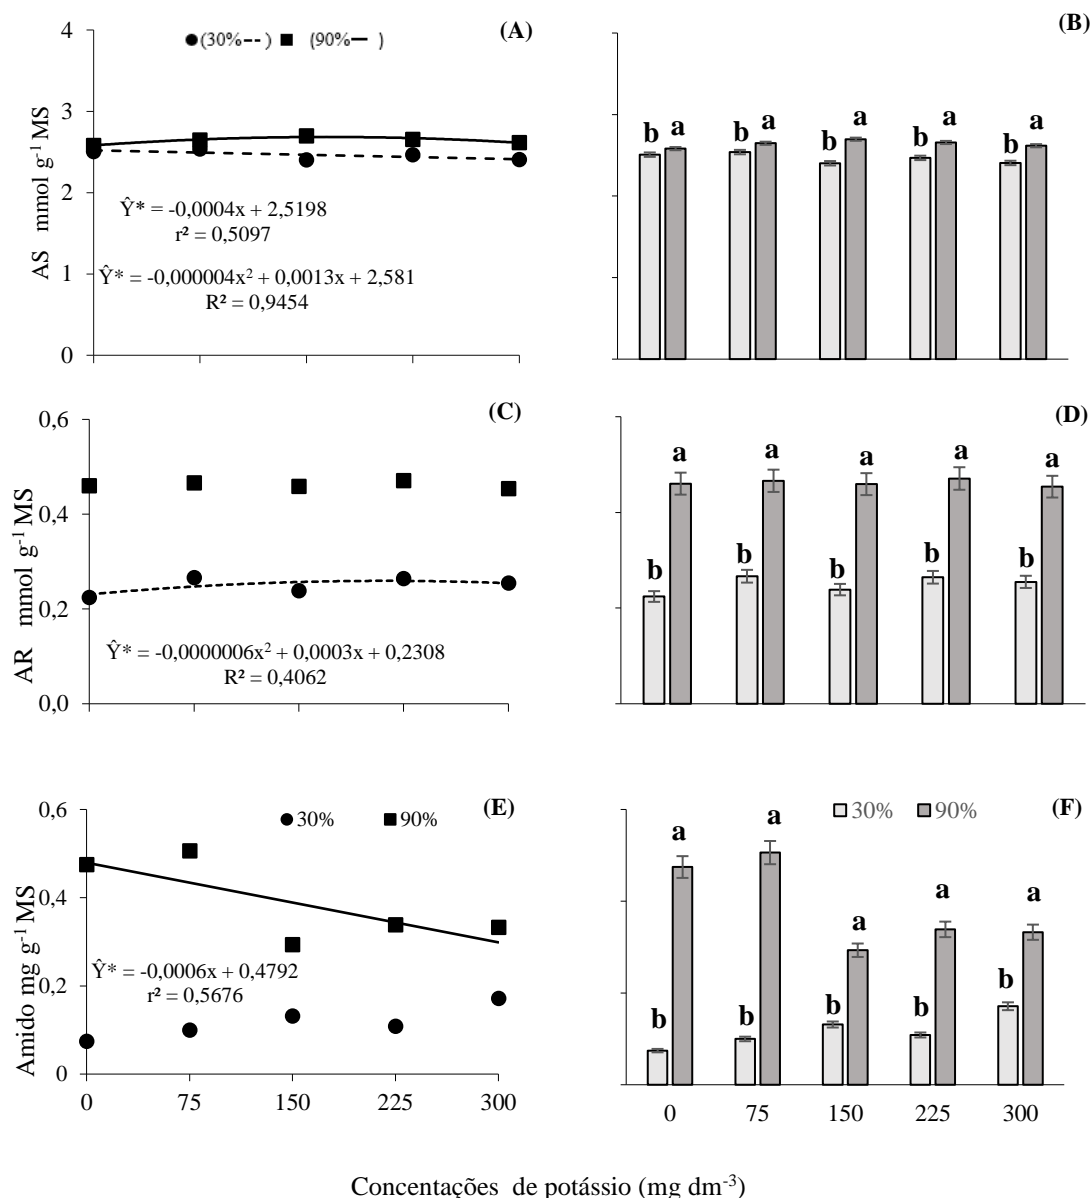 (A)
●(30%---) ■ (90%— )
4
3
2
1
0
AS mmol g⁻¹ MS
Ŷ* = -0,0004x + 2,5198
r² = 0,5097
Ŷ* = -0,000004x² + 0,0013x + 2,581
R² = 0,9454
(B)
b a b a b a b a b a
(C)
0,6
0,4
0,2
0,0
AR mmol g⁻¹ MS
Ŷ* = -0,0000006x² + 0,0003x + 0,2308
R² = 0,4062
(D)
a a a a a
b b b b b
(E)
● 30% ■ 90%
0,6
0,4
0,2
0
Amido mg g⁻¹ MS
Ŷ* = -0,0006x + 0,4792
r² = 0,5676
0 75 150 225 300
(F)
30% 90%
a a a a a
b b b b b
0 75 150 225 300
Concentações de potássio (mg dm⁻³)